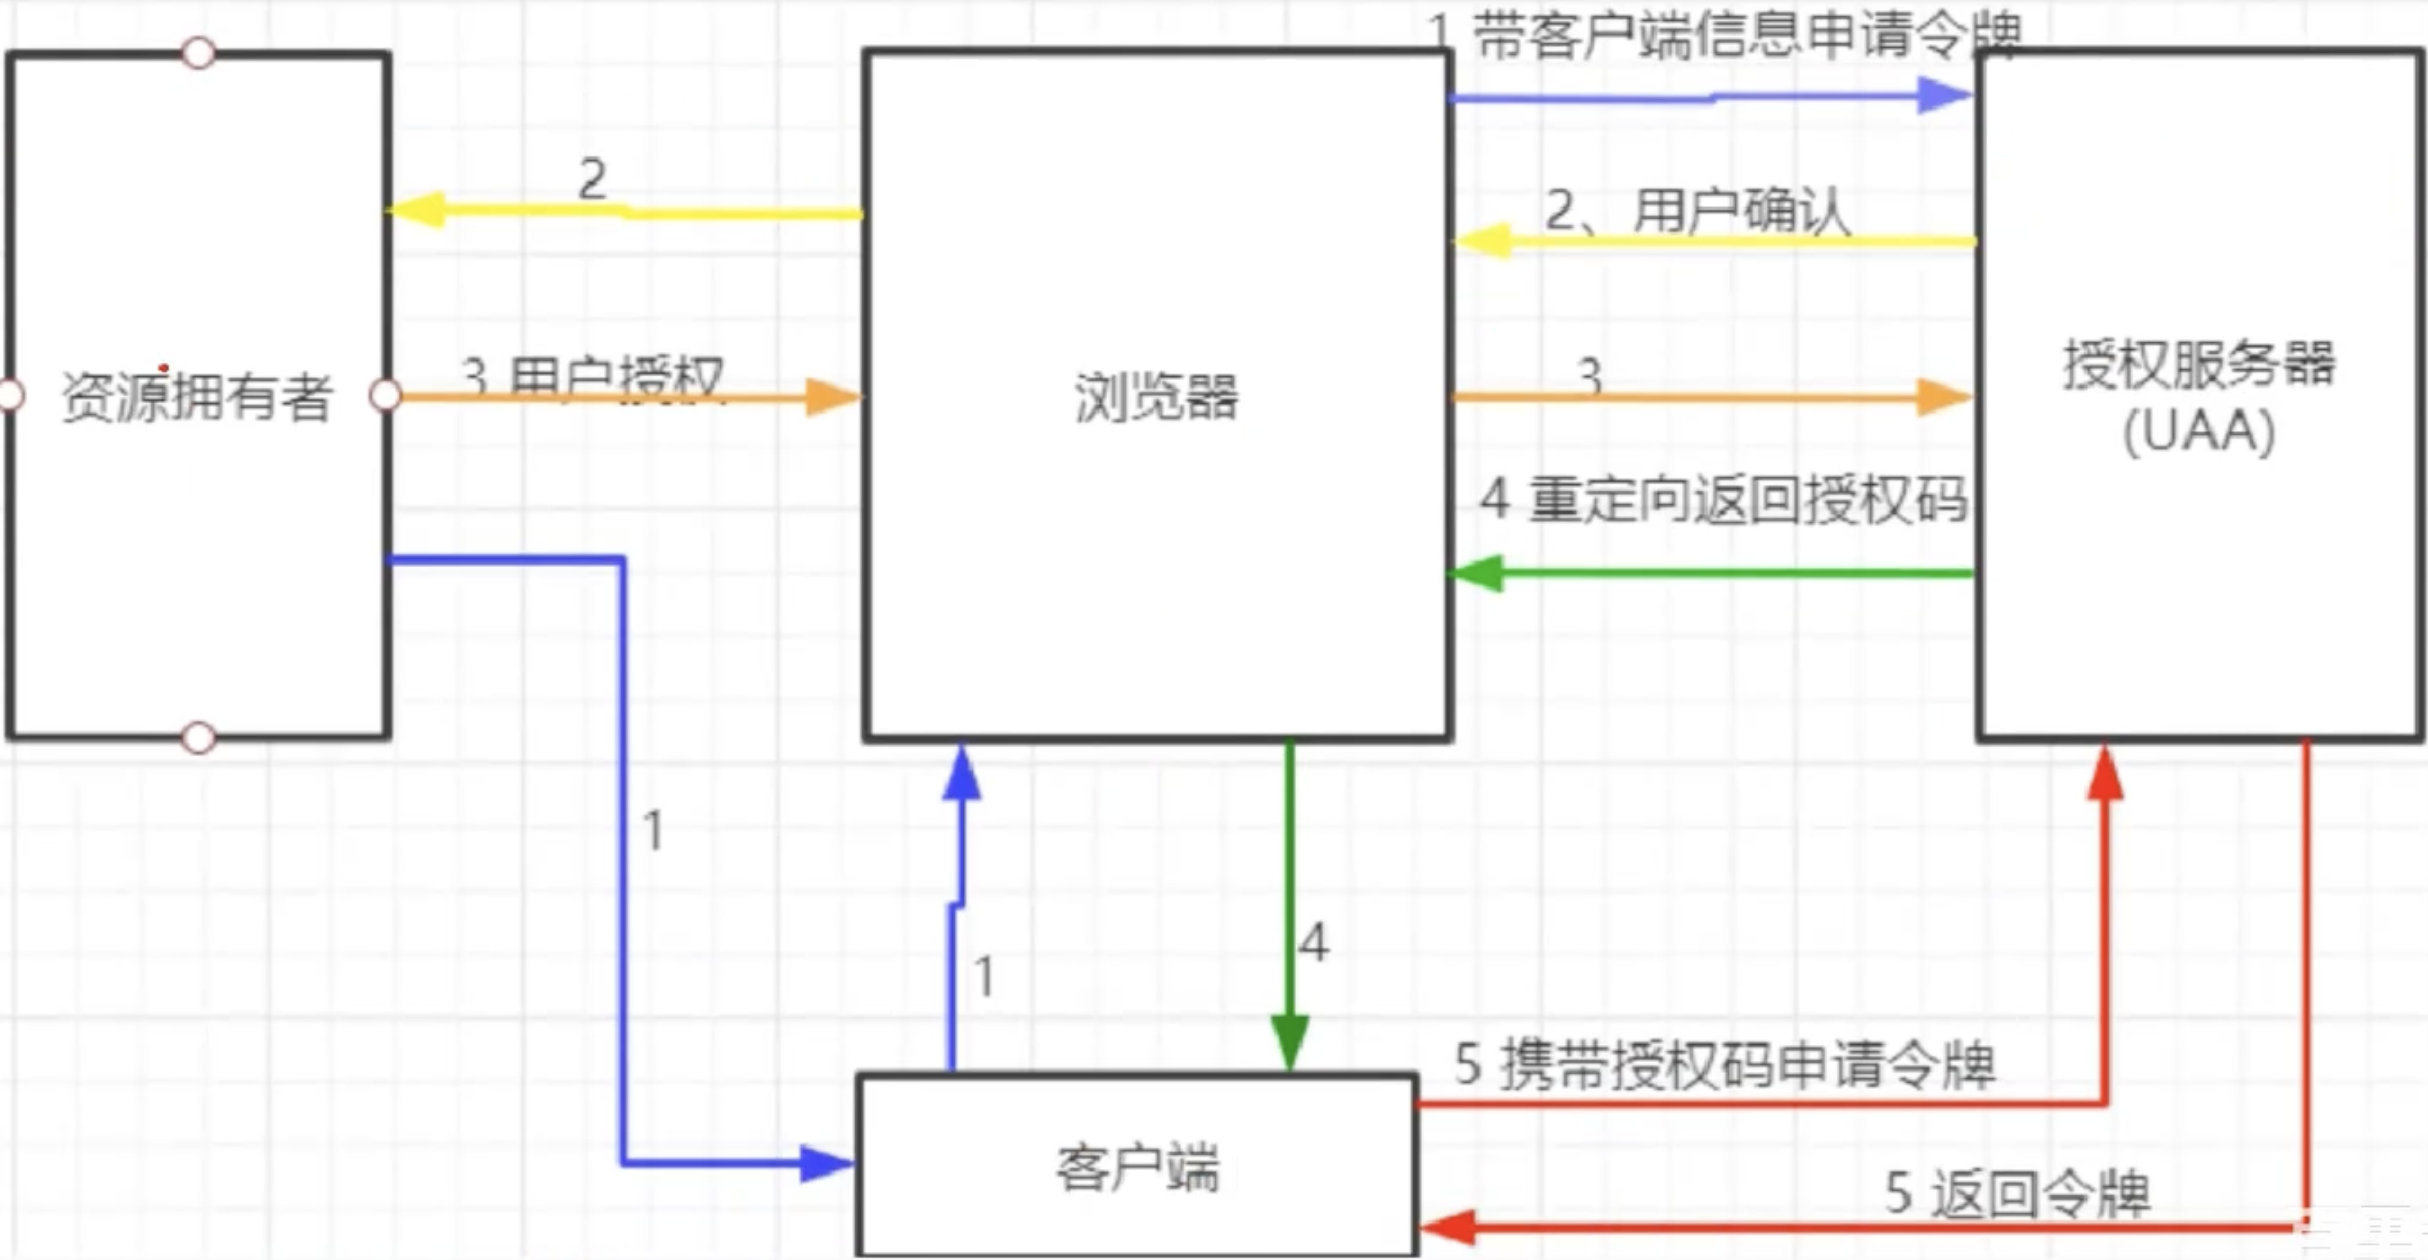 1 带客户端信息申请令牌
2
2、用户确认
3 用户授权
3
资源拥有者
浏览器
授权服务器
(UAA)
4 重定向返回授权码
1
1
4
5 携带授权码申请令牌
客户端
5 返回令牌